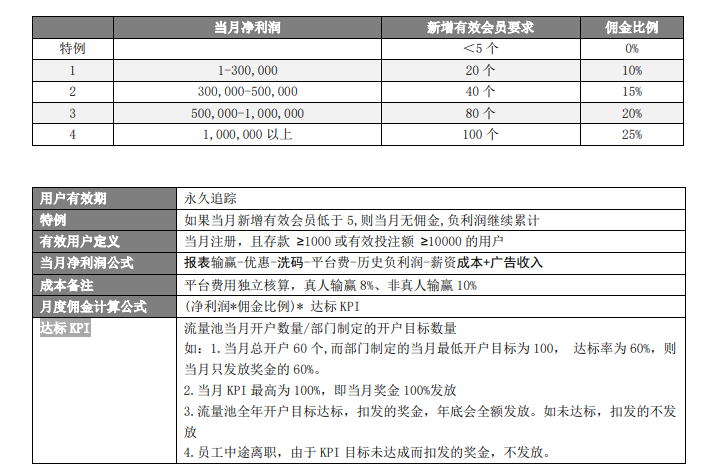 当月净利润 新增有效会员要求 佣金比例
特例 ＜5 个 0%
1 1-300,000 20 个 10%
2 300,000-500,000 40 个 15%
3 500,000-1,000,000 80 个 20%
4 1,000,000 以上 100 个 25%
用户有效期 永久追踪
特例 如果当月新增有效会员低于 5,则当月无佣金,负利润继续累计
有效用户定义 当月注册，且存款 ≥1000 或有效投注额 ≥10000 的用户
当月净利润公式 报表输赢-优惠-洗码-平台费-历史负利润-薪资成本+广告收入
成本备注 平台费用独立核算，真人输赢 8%、非真人输赢 10%
月度佣金计算公式 (净利润*佣金比例)* 达标 KPI
达标 KPI 流量池当月开户数量/部门制定的开户目标数量
如：1.当月总开户 60 个,而部门制定的当月最低开户目标为 100， 达标率为 60%，则
当月只发放奖金的 60%。
2.当月 KPI 最高为 100%，即当月奖金 100%发放
3.流量池全年开户目标达标，扣发的奖金，年底会全额发放。如未达标，扣发的不发
放
4.员工中途离职，由于 KPI 目标未达成而扣发的奖金，不发放。